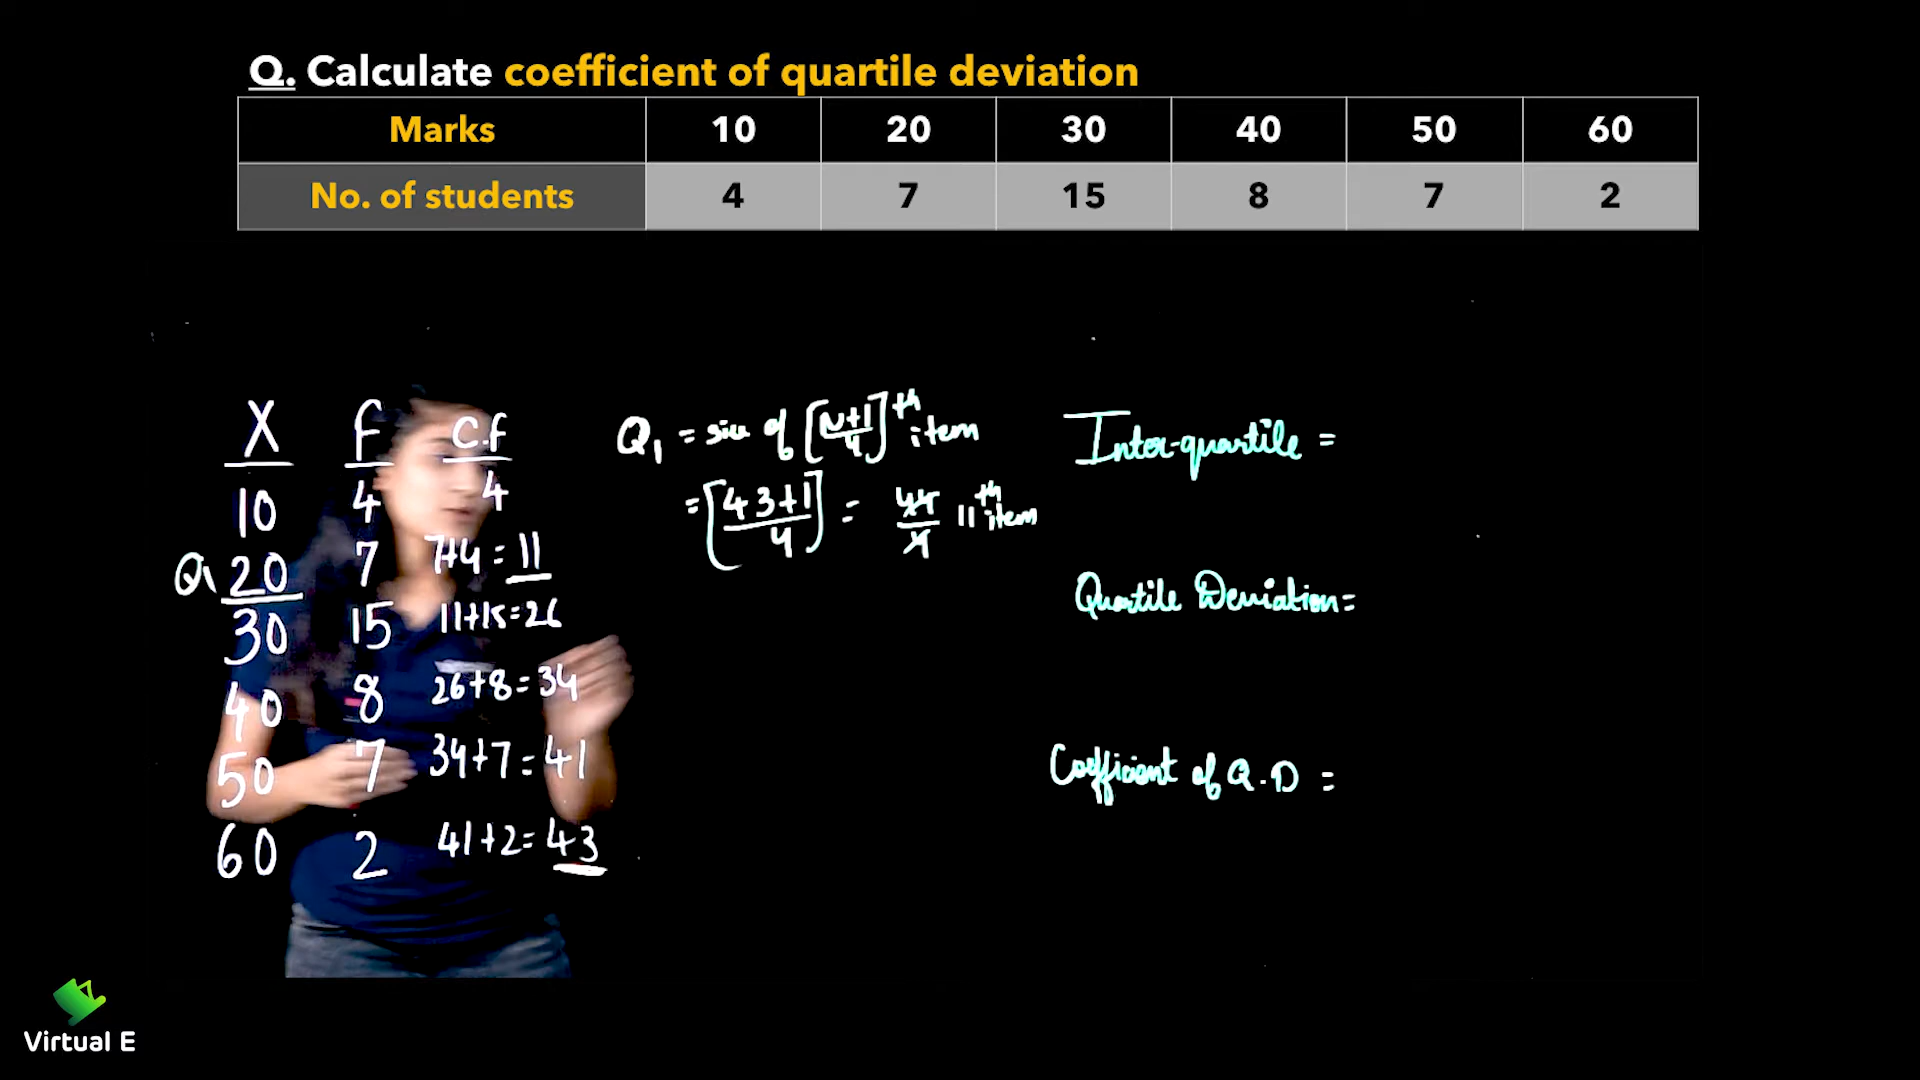 Q. Calculate coefficient of quartile deviation
Marks 10 20 30 40 50 60
No. of students 4 7 15 8 7 2
X f C.f
10 4 4
Q1 20 7 7+4 = 11
30 15 11+15=26
40 8 26+8=34
50 7 34+7=41
60 2 41+2=43
Q1 = size of [N+1/4]th item
= [43+1/4] = 44/4 11th item
Inter-quartile =
Quartile Deviation=
Coefficient of Q.D =
Virtual E